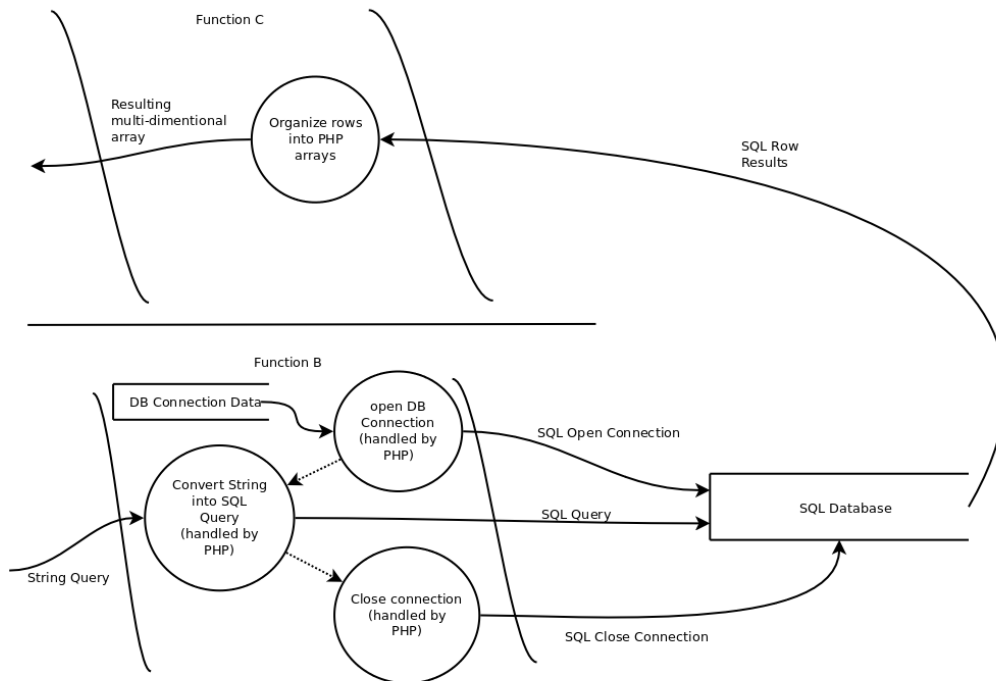 Function C
Resulting
multi-dimentional
array
Organize rows
into PHP
arrays
SQL Row
Results
Function B
DB Connection Data
open DB
Connection
(handled by
PHP)
SQL Open Connection
Convert String
into SQL
Query
(handled by
PHP)
SQL Query
SQL Database
String Query
Close connection
(handled by
PHP)
SQL Close Connection